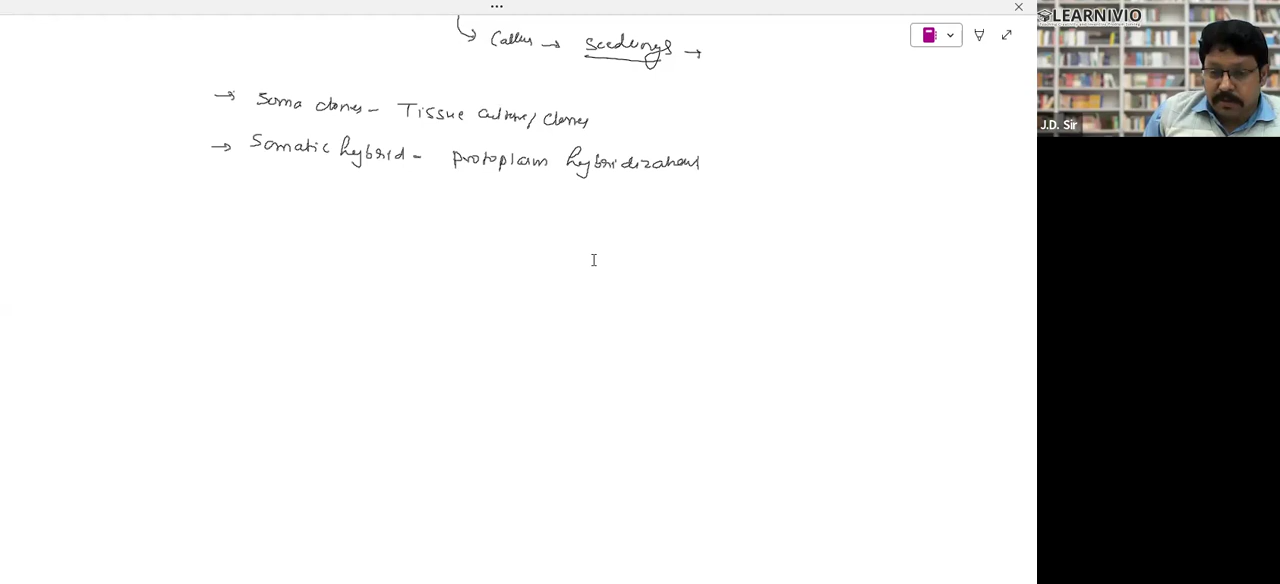 LEARNIVIO
↳ Callus → Seedlings →
→ Soma clones - Tissue culture/clones
→ Somatic hybrid - Protoplasm hybridization
J.D. Sir